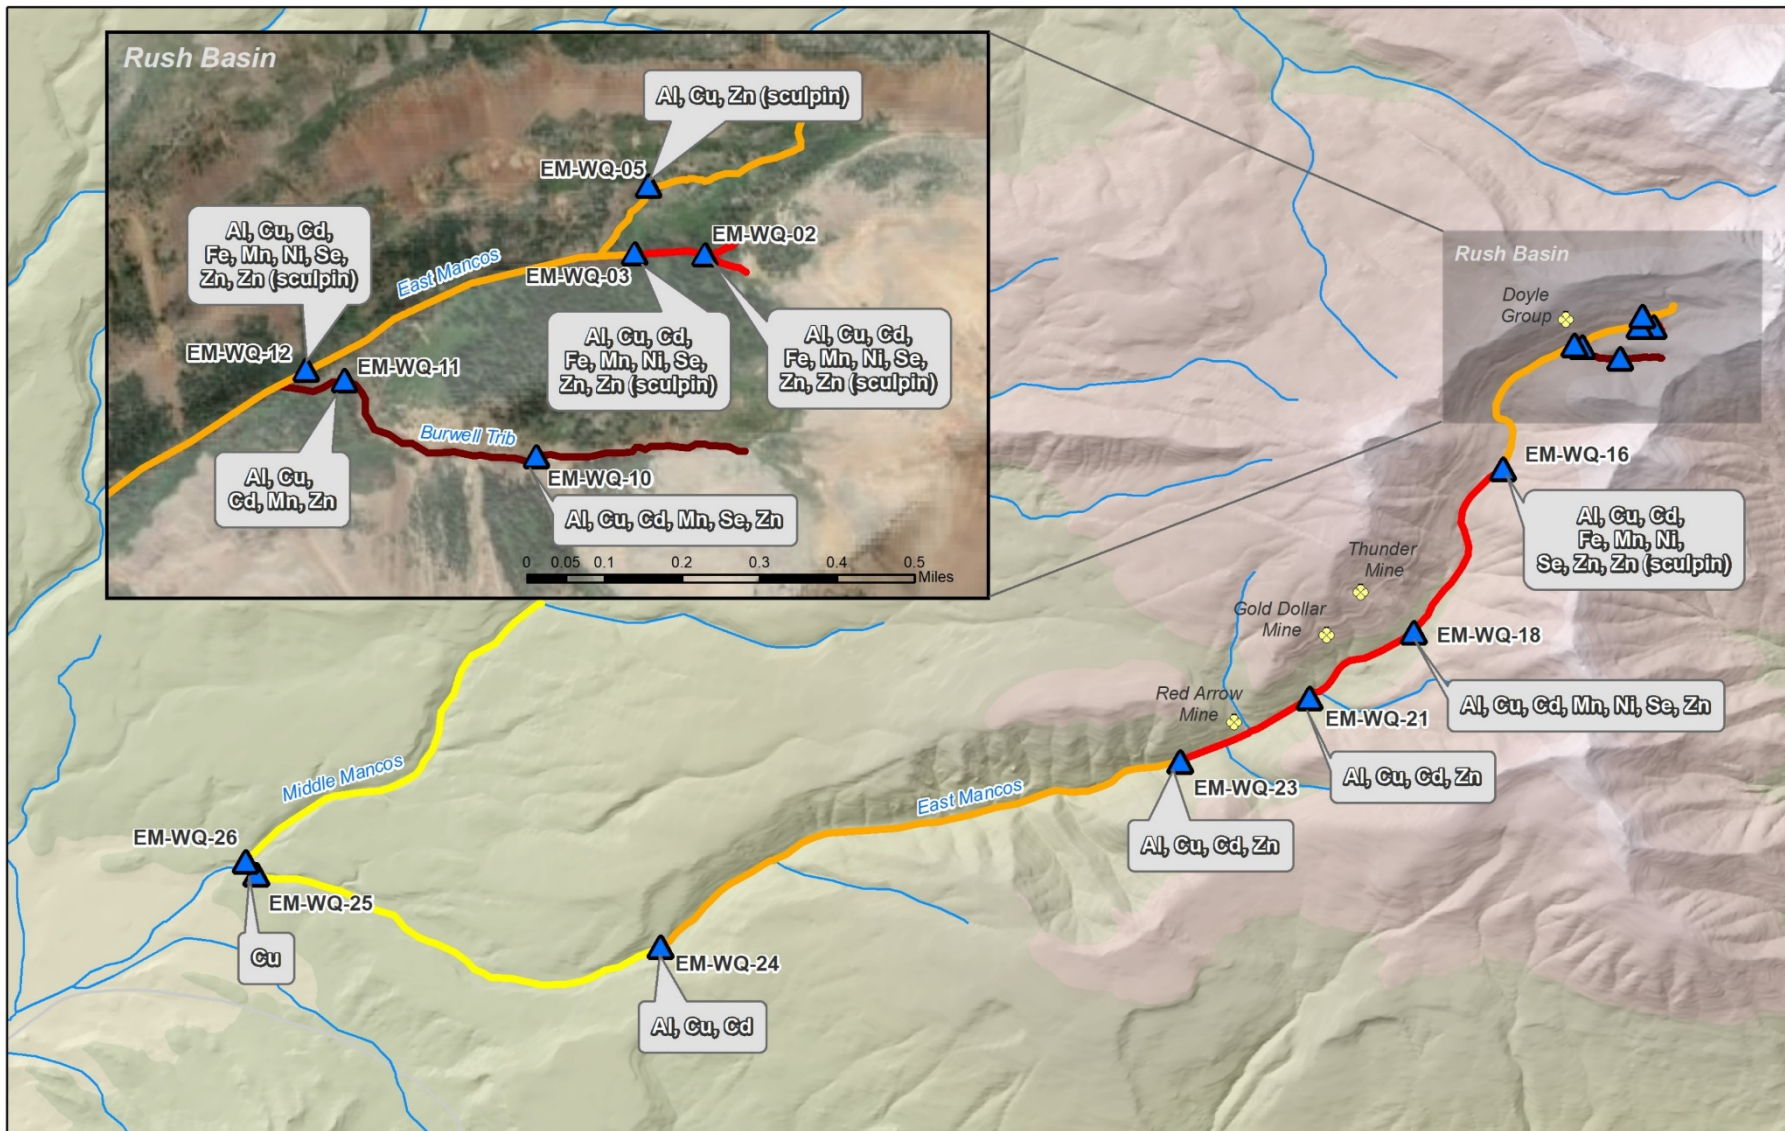 Rush Basin
Al, Cu, Zn (sculpin)
EM-WQ-05
Al, Cu, Cd,
Fe, Mn, Ni, Se,
Zn, Zn (sculpin)
EM-WQ-02
East Mancos
EM-WQ-03
EM-WQ-12
EM-WQ-11
Al, Cu, Cd,
Fe, Mn, Ni, Se,
Zn, Zn (sculpin)
Al, Cu, Cd,
Fe, Mn, Ni, Se,
Zn, Zn (sculpin)
Burwell Trib
Al, Cu,
Cd, Mn, Zn
EM-WQ-10
Al, Cu, Cd, Mn, Se, Zn
0 0.05 0.1 0.2 0.3 0.4 0.5
Miles
Rush Basin
Doyle
Group
EM-WQ-16
Al, Cu, Cd,
Fe, Mn, Ni,
Se, Zn, Zn (sculpin)
Thunder
Mine
Gold Dollar
Mine
EM-WQ-18
Red Arrow
Mine
Al, Cu, Cd, Mn, Ni, Se, Zn
EM-WQ-21
Al, Cu, Cd, Zn
EM-WQ-23
East Mancos
Al, Cu, Cd, Zn
Middle Mancos
EM-WQ-26
EM-WQ-25
Cu
EM-WQ-24
Al, Cu, Cd